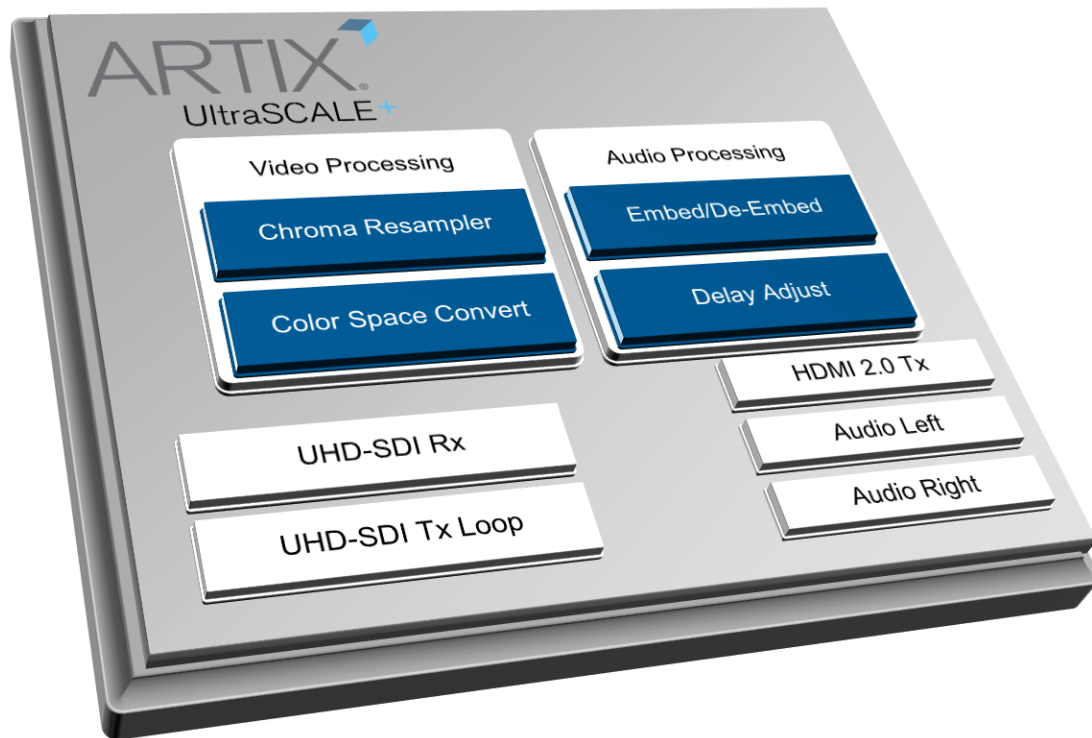 ARTIX®
UltraSCALE+
Video Processing
Chroma Resampler
Color Space Convert
Audio Processing
Embed/De-Embed
Delay Adjust
UHD-SDI Rx
UHD-SDI Tx Loop
HDMI 2.0 Tx
Audio Left
Audio Right